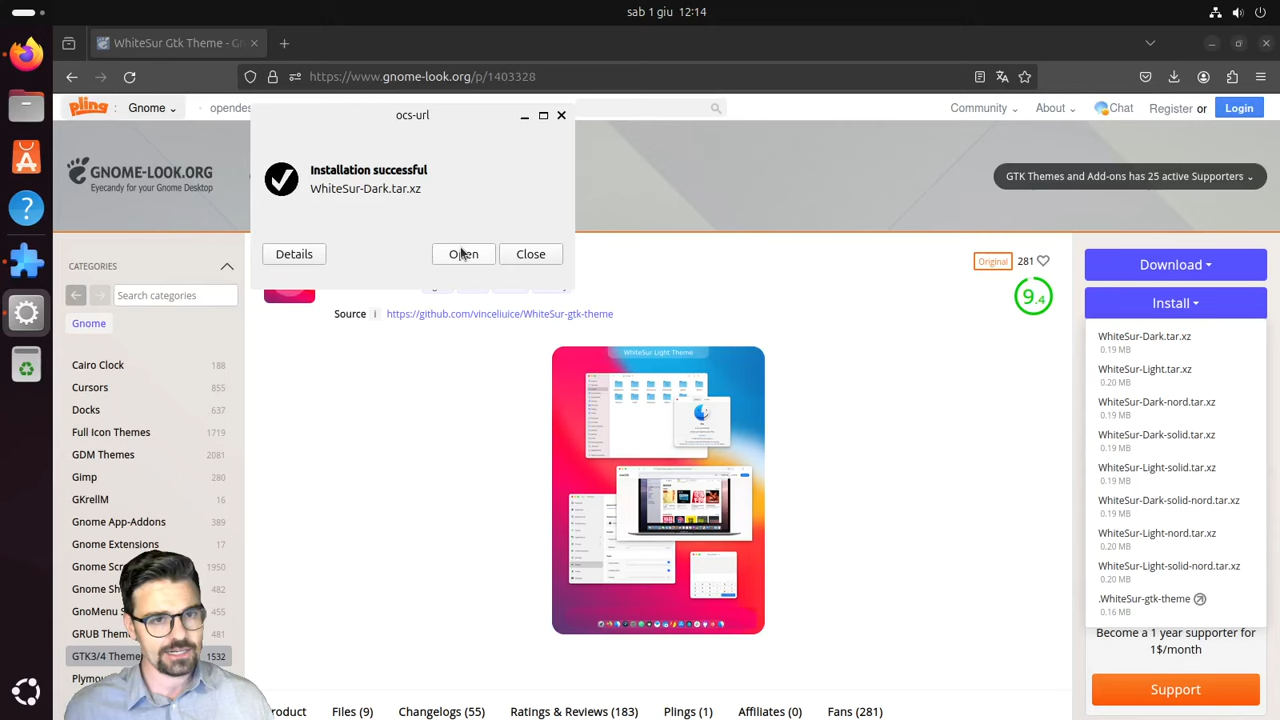 sab 1 giu 12:14
WhiteSur Gtk Theme - Gn
https://www.gnome-look.org/p/1403328
pling : Gnome
opendes
Community About Chat Register or Login
ocs-url
Installation successful
WhiteSur-Dark.tar.xz
Details Open Close
GNOME-LOOK.ORG
Eyecandy for your Gnome Desktop
GTK Themes and Add-ons has 25 active Supporters
CATEGORIES
Search categories
Gnome
Cairo Clock 188
Cursors 855
Docks 637
Full Icon Themes 1719
GDM Themes 2081
Gimp 280
GKrellM 16
Gnome App-Addons 389
Gnome Extensions 17
Gnome Scr 1950
Gnome Sh 482
GnoMenu S 455
GRUB Them 481
GTK3/4 Theme 1532
Plymou
Original 281
9.4
Source i https://github.com/vinceliuice/WhiteSur-gtk-theme
WhiteSur Light Theme
Download
Install
WhiteSur-Dark.tar.xz
0.19 MB
WhiteSur-Light.tar.xz
0.20 MB
WhiteSur-Dark-nord.tar.xz
0.19 MB
WhiteSur-Dark-solid.tar.xz
0.19 MB
WhiteSur-Light-solid.tar.xz
0.19 MB
WhiteSur-Dark-solid-nord.tar.xz
0.19 MB
WhiteSur-Light-nord.tar.xz
0.20 MB
WhiteSur-Light-solid-nord.tar.xz
0.20 MB
.WhiteSur-gtk-theme
0.16 MB
Become a 1 year supporter for
1$/month
Support
roduct Files (9) Changelogs (55) Ratings & Reviews (183) Plings (1) Affiliates (0) Fans (281)